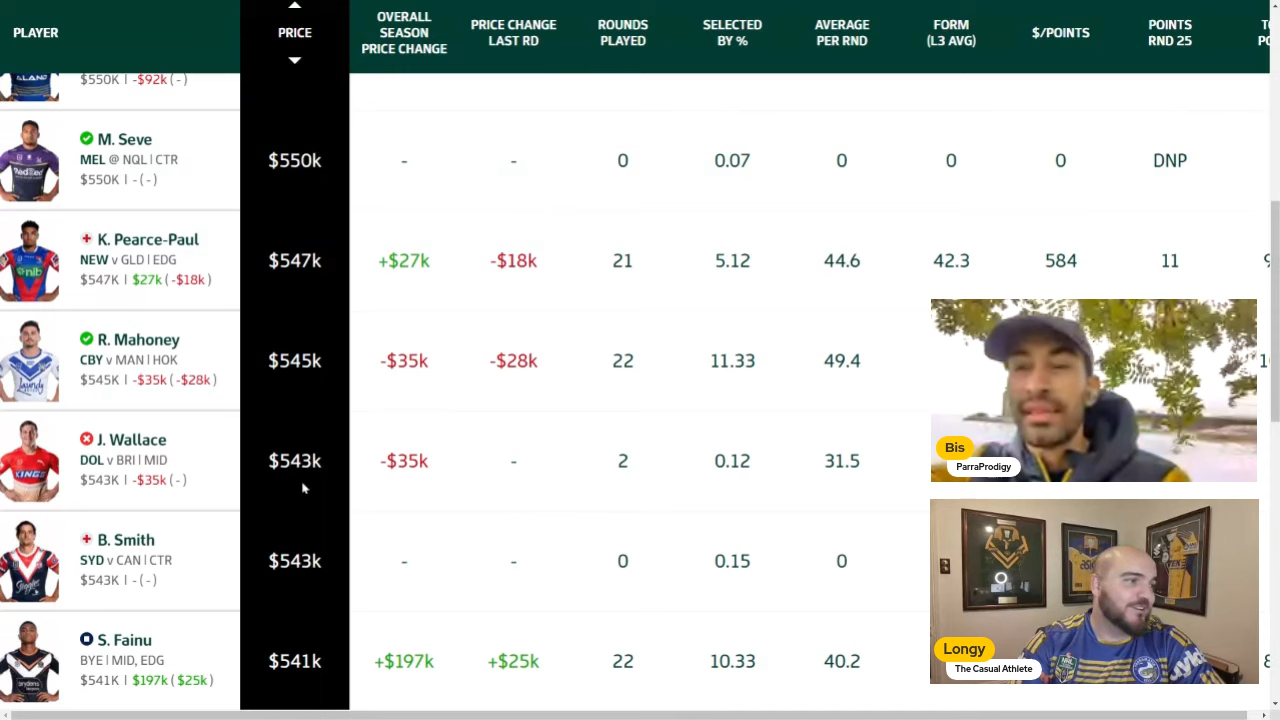 PLAYER
PRICE
OVERALL SEASON PRICE CHANGE
PRICE CHANGE LAST RD
ROUNDS PLAYED
SELECTED BY %
AVERAGE PER RND
FORM (L3 AVG)
$/POINTS
POINTS RND 25
$550K | -$92k ( - )
M. Seve
MEL @ NQL | CTR
$550K | - ( - )
$550k - - 0 0.07 0 0 0 DNP
K. Pearce-Paul
NEW v GLD | EDG
$547K | $27k ( -$18k )
$547k +$27k -$18k 21 5.12 44.6 42.3 584 11
R. Mahoney
CBY v MAN | HOK
$545K | -$35k ( -$28k )
$545k -$35k -$28k 22 11.33 49.4
J. Wallace
DOL v BRI | MID
$543K | -$35k ( - )
$543k -$35k - 2 0.12 31.5
B. Smith
SYD v CAN | CTR
$543K | - ( - )
$543k - - 0 0.15 0
S. Fainu
BYE | MID, EDG
$541K | $197k ( $25k )
$541k +$197k +$25k 22 10.33 40.2
Bis
ParraProdigy
Longy
The Casual Athlete